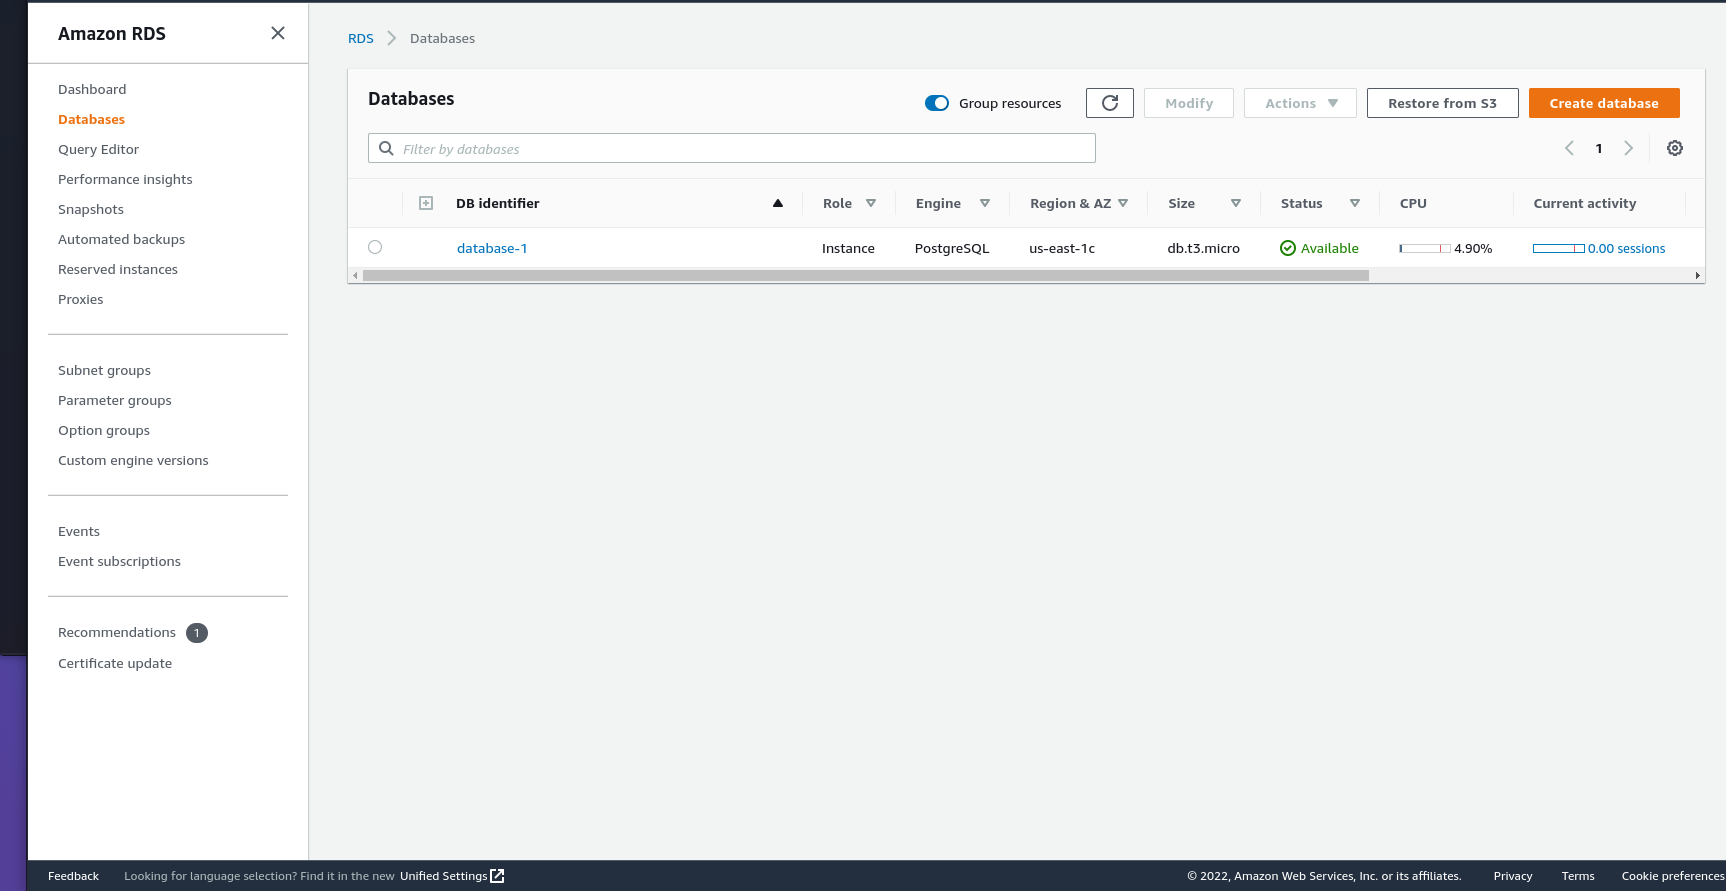 Amazon RDS
Dashboard
Databases
Query Editor
Performance insights
Snapshots
Automated backups
Reserved instances
Proxies
Subnet groups
Parameter groups
Option groups
Custom engine versions
Events
Event subscriptions
Recommendations 1
Certificate update
RDS Databases
Databases
Group resources Modify Actions Restore from S3 Create database
Filter by databases
1
DB identifier Role Engine Region & AZ Size Status CPU Current activity
database-1 Instance PostgreSQL us-east-1c db.t3.micro Available 4.90% 0.00 sessions
Feedback Looking for language selection? Find it in the new Unified Settings © 2022, Amazon Web Services, Inc. or its affiliates. Privacy Terms Cookie preferences